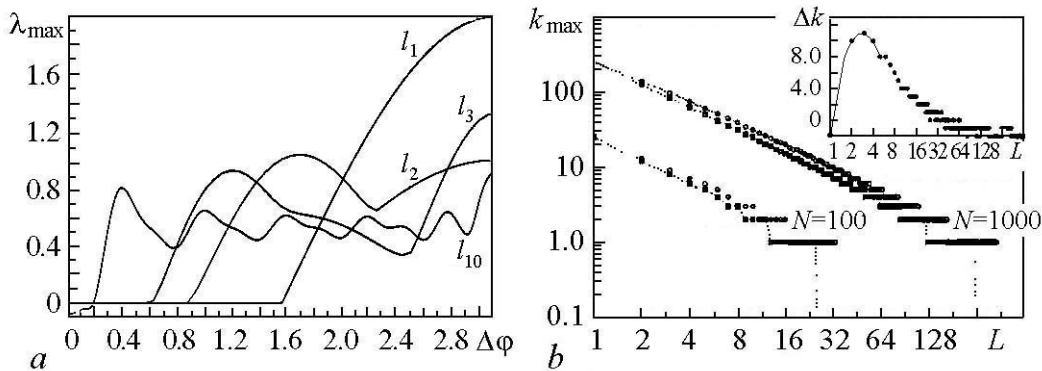 λmax
1.6
1.2
0.8
0.4
0
0 0.4 0.8 1.2 1.6 2.0 2.4 2.8 Δφ
l1
l3
l2
l10
a
kmax
100
10
1.0
0.1
1 2 4 8 16 32 64 128 L
N=100
N=1000
b
Δk
8.0
4.0
0
1 2 4 8 16 32 64 128 L